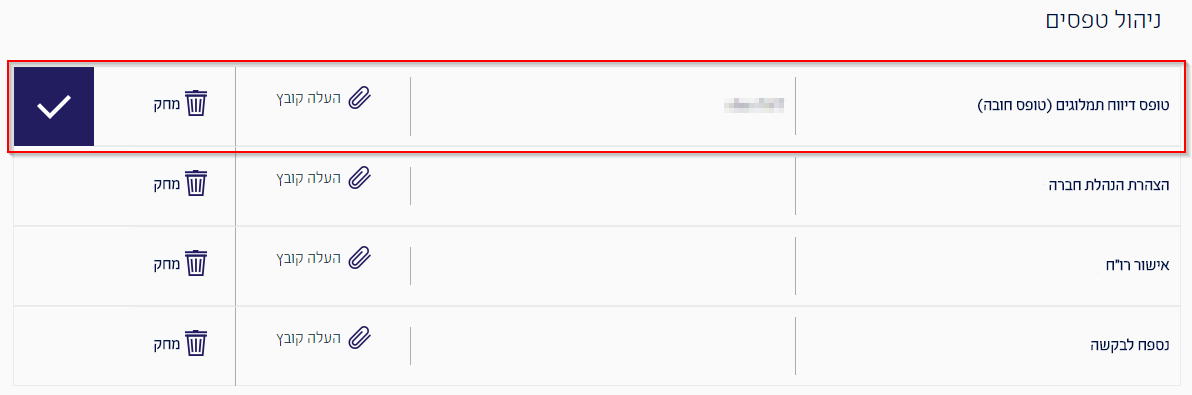 ניהול טפסים
טופס דיווח תמלוגים (טופס חובה) העלה קובץ מחק
הצהרת הנהלת חברה העלה קובץ מחק
אישור רו"ח העלה קובץ מחק
נספח לבקשה העלה קובץ מחק